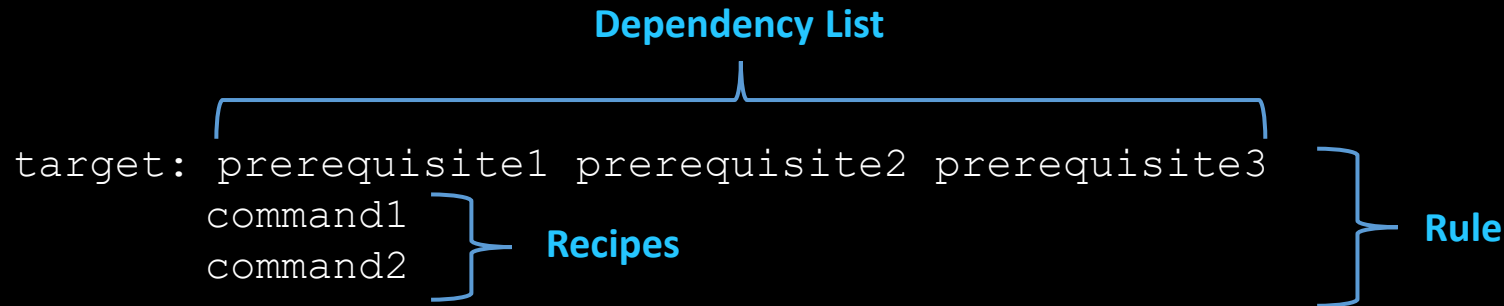 Dependency List
target: prerequisite1 prerequisite2 prerequisite3
command1
command2
Recipes
Rule